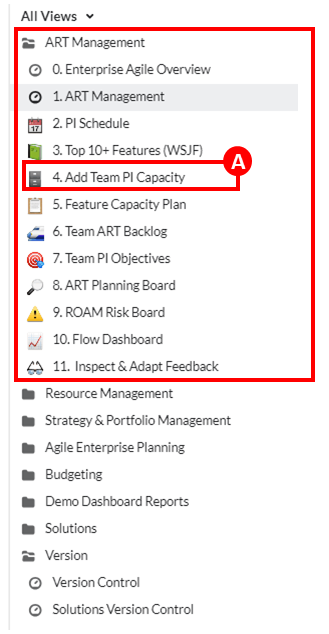 All Views
ART Management
0. Enterprise Agile Overview
1. ART Management
17
2. PI Schedule
3. Top 10+ Features (WSJF)
A
4. Add Team PI Capacity
5. Feature Capacity Plan
6. Team ART Backlog
7. Team PI Objectives
8. ART Planning Board
9. ROAM Risk Board
10. Flow Dashboard
11. Inspect & Adapt Feedback
Resource Management
Strategy & Portfolio Management
Agile Enterprise Planning
Budgeting
Demo Dashboard Reports
Solutions
Version
Version Control
Solutions Version Control